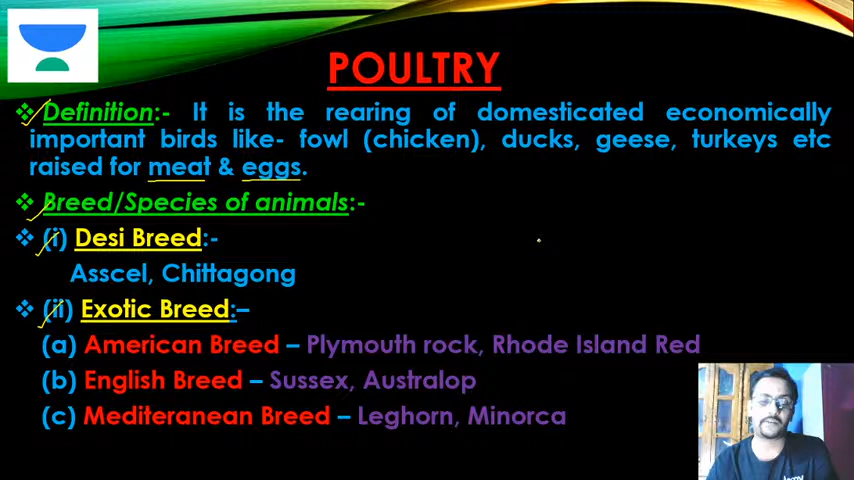 POULTRY
❖ Definition:- It is the rearing of domesticated economically
important birds like- fowl (chicken), ducks, geese, turkeys etc
raised for meat & eggs.
❖ Breed/Species of animals:-
❖ (i) Desi Breed:-
Asscel, Chittagong
❖ (ii) Exotic Breed:–
(a) American Breed – Plymouth rock, Rhode Island Red
(b) English Breed – Sussex, Australop
(c) Mediteranean Breed – Leghorn, Minorca